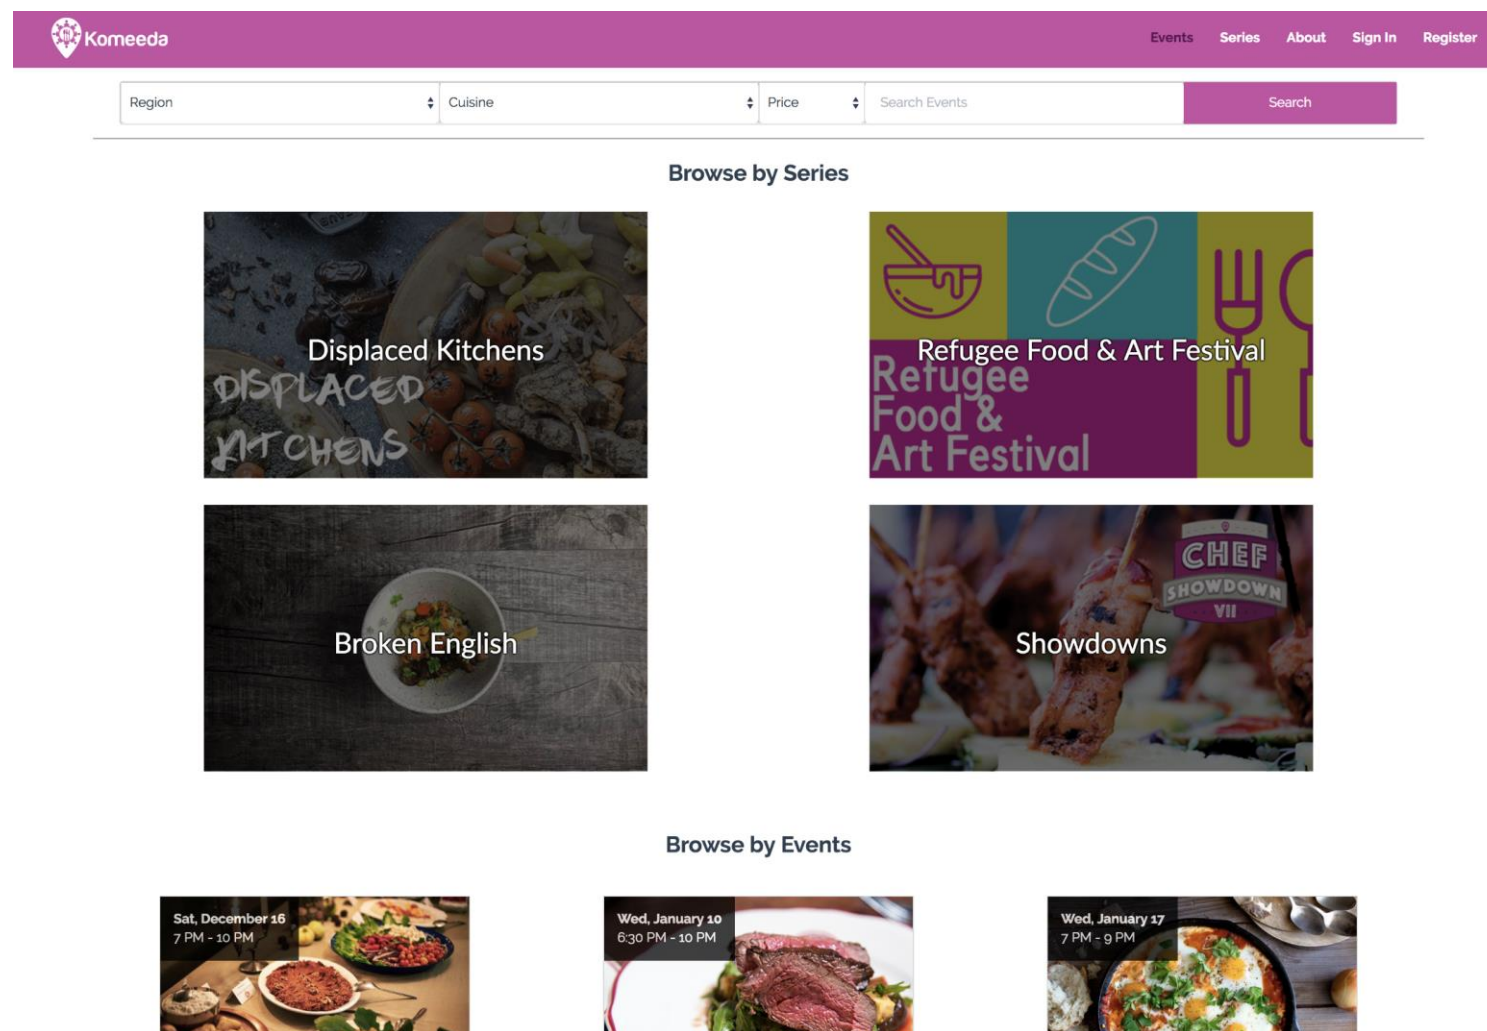 Komeeda
Events Series About Sign In Register
Region Cuisine Price Search Events Search
Browse by Series
Displaced Kitchens
DISPLACED
KITCHENS
Refugee Food & Art Festival
Refugee
Food &
Art Festival
Broken English
CHEF
SHOWDOWN
VII
Showdowns
Browse by Events
Sat, December 16
7 PM - 10 PM
Wed, January 10
6:30 PM - 10 PM
Wed, January 17
7 PM - 9 PM